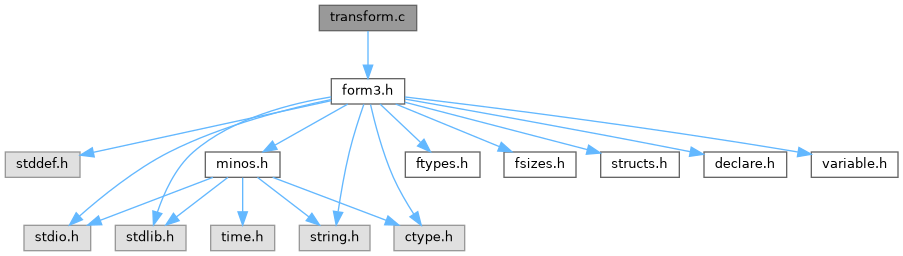 transform.c
form3.h
stddef.h
minos.h
ftypes.h
fsizes.h
structs.h
declare.h
variable.h
stdio.h
stdlib.h
time.h
string.h
ctype.h